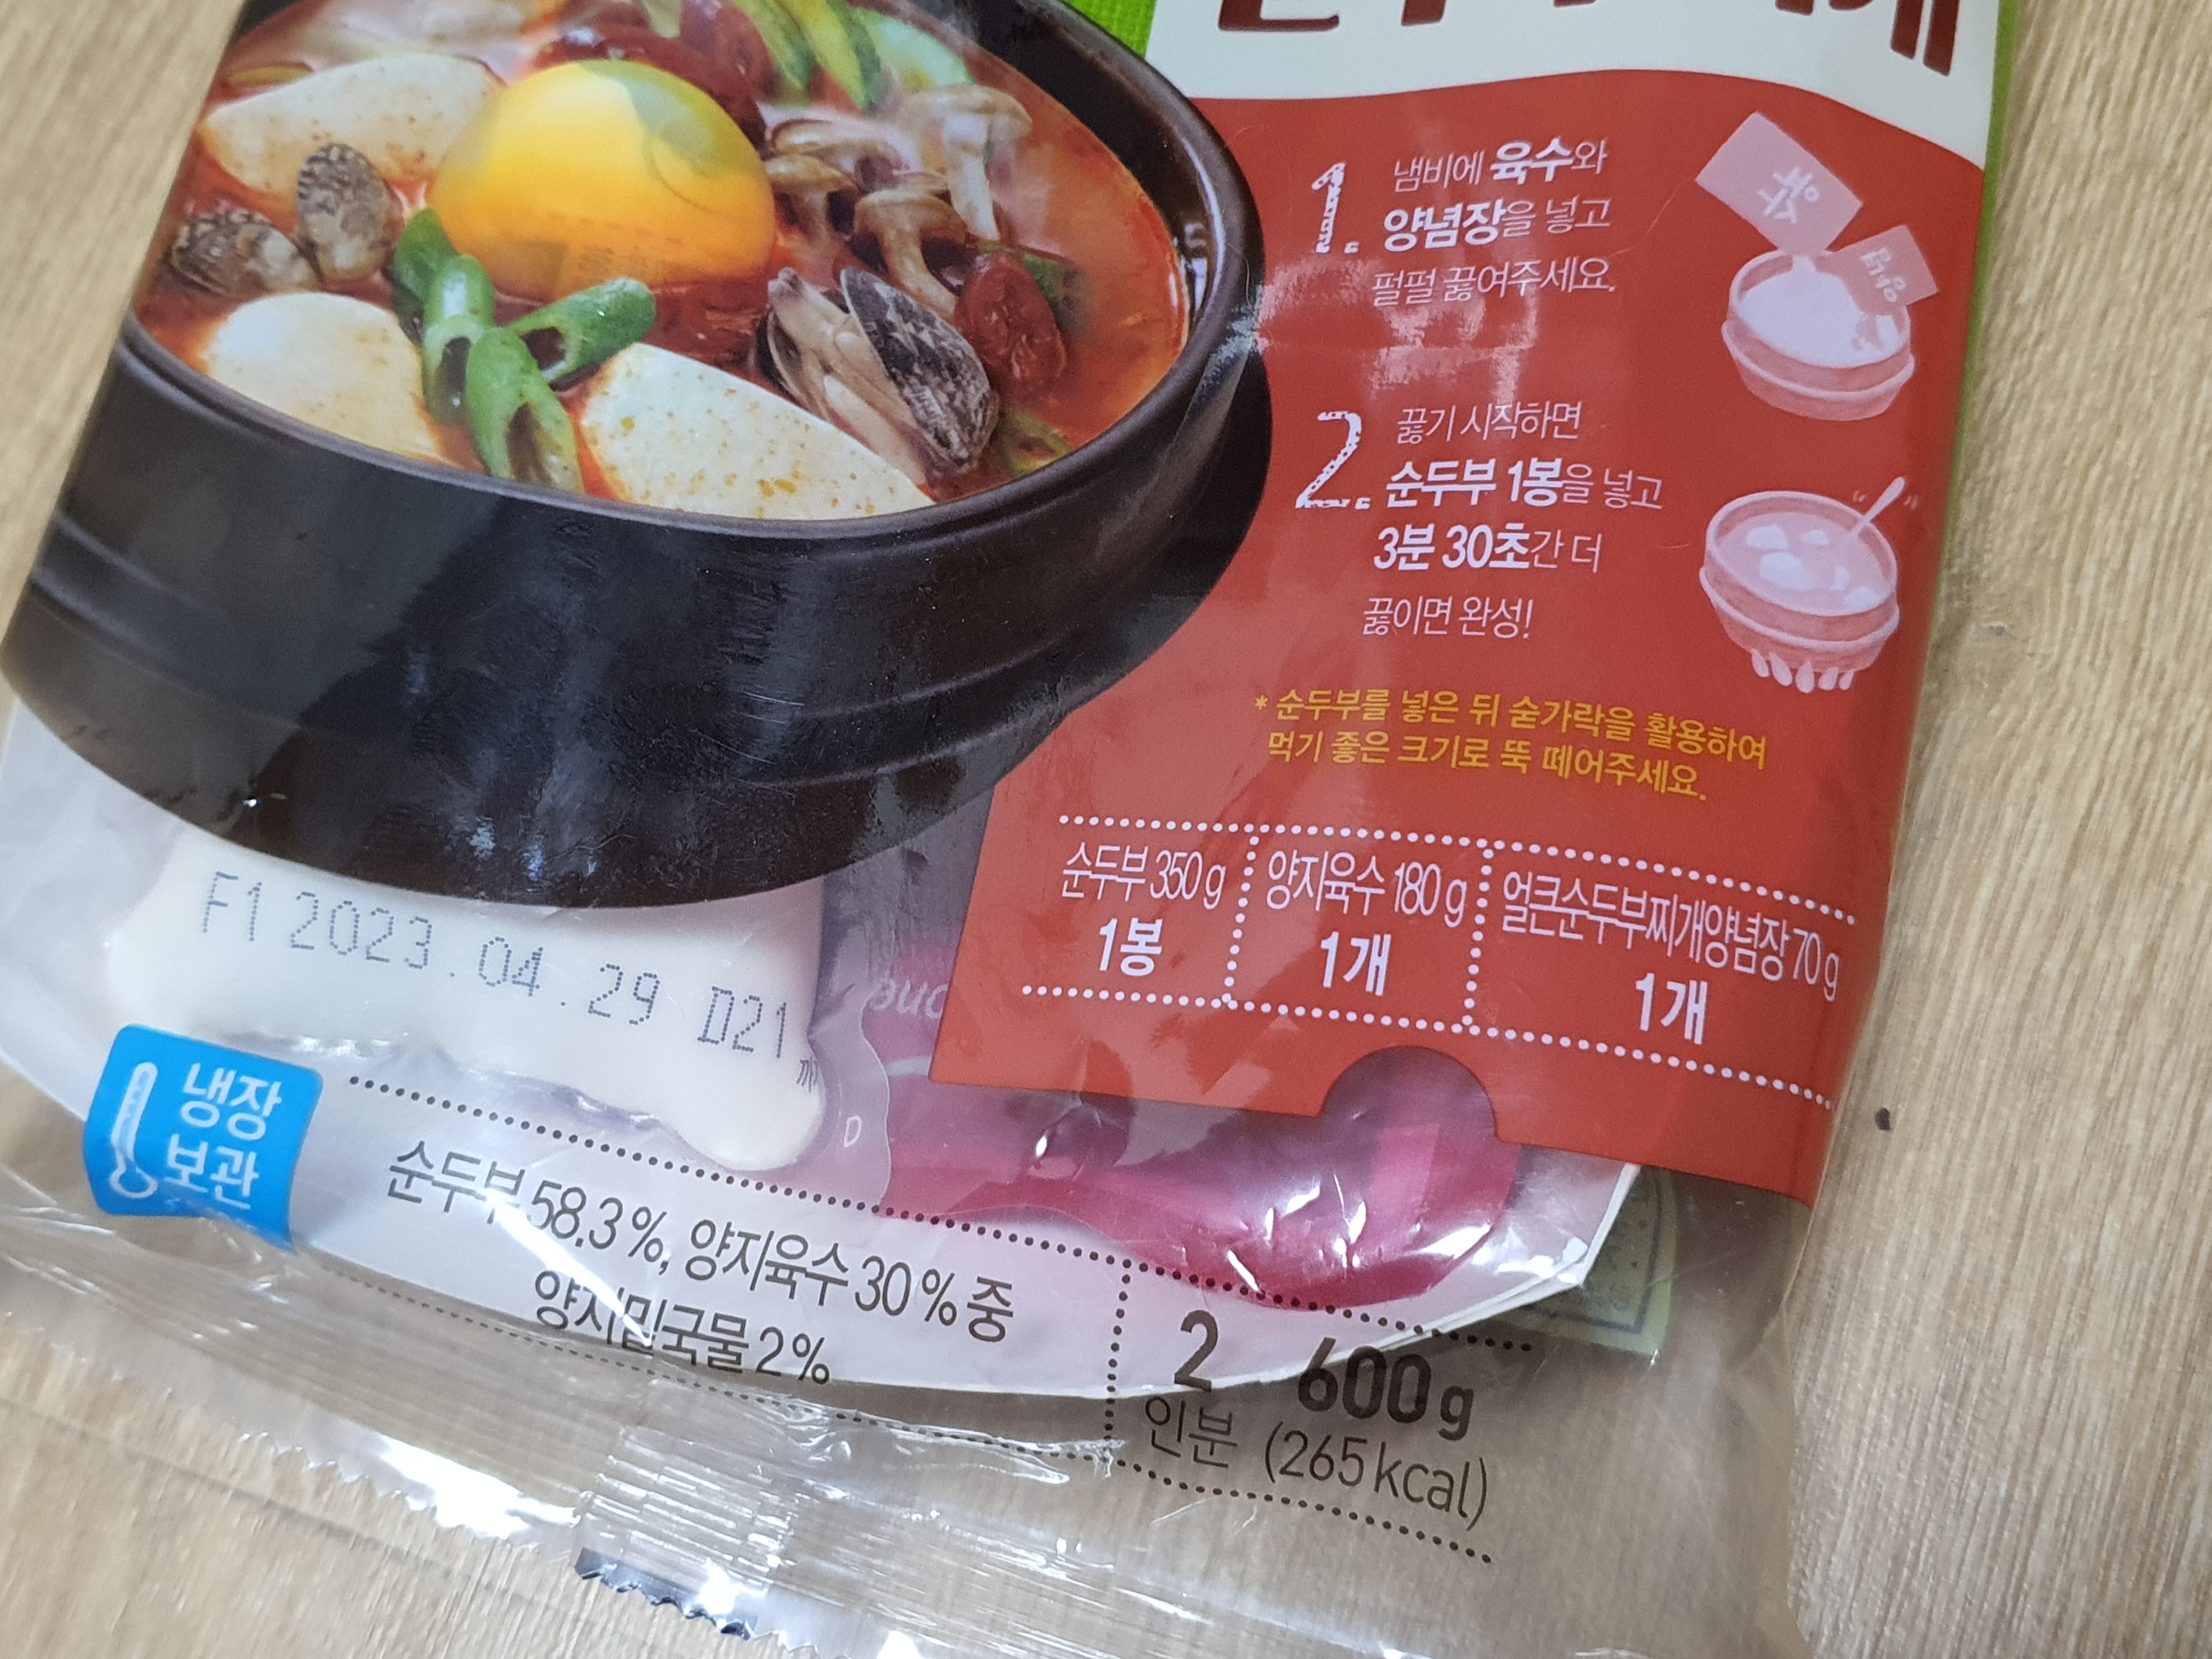 1. 냄비에 육수와
양념장을 넣고
펄펄 끓여주세요.
육수
양념
2. 끓기 시작하면
순두부 1봉을 넣고
3분 30초간 더
끓이면 완성!
* 순두부를 넣은 뒤 숟가락을 활용하여
먹기 좋은 크기로 뚝 떼어주세요.
순두부 350g 양지육수 180g 얼큰순두부찌개양념장 70g
1봉 1개 1개
F1 2023.04.29 D21
냉장
보관
순두부 58.3%, 양지육수 30% 중
양지밑국물 2%
2 600g
인분 (265kcal)